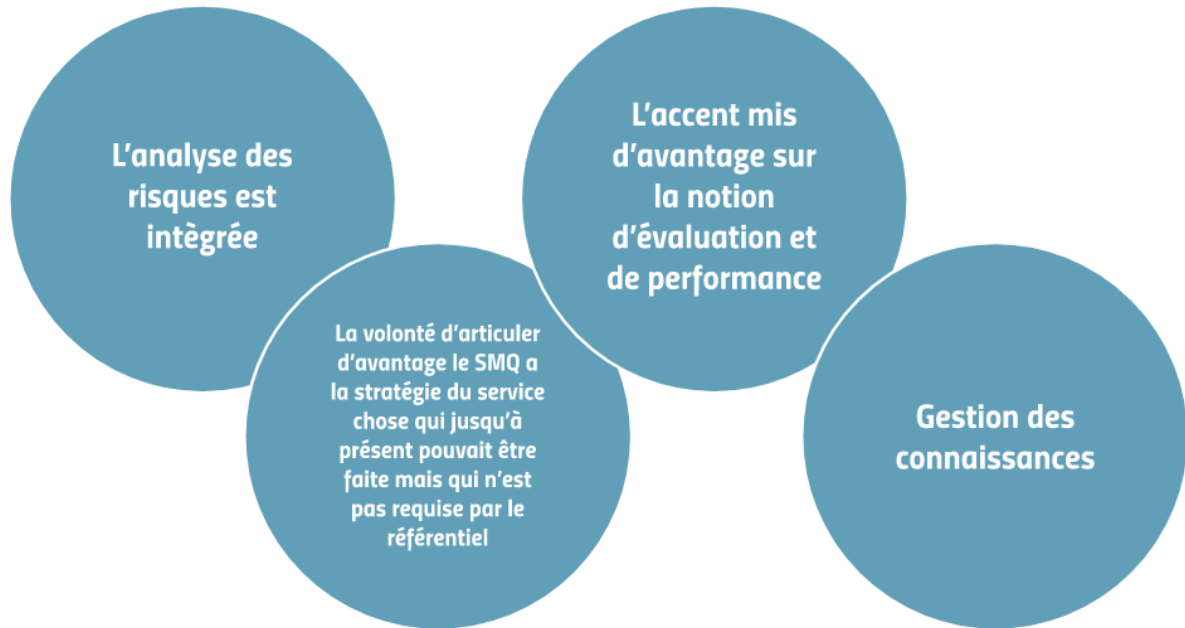 L'analyse des
risques est
intègrée
La volonté d'articuler
d'avantage le SMQ a
la stratégie du service
chose qui jusqu'à
présent pouvait être
faite mais qui n'est
pas requise par le
référentiel
L'accent mis
d'avantage sur
la notion
d'évaluation et
de performance
Gestion des
connaissances